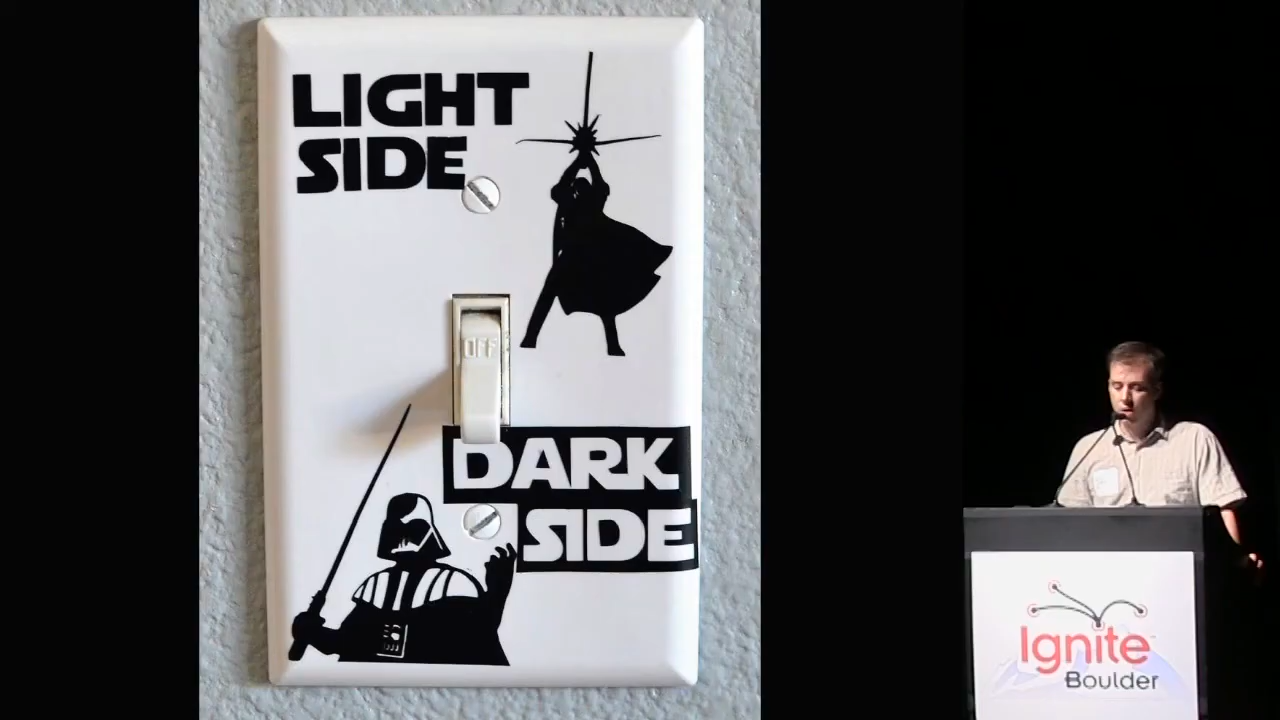 LIGHT
SIDE
OFF
DARK
SIDE
Ignite
Boulder